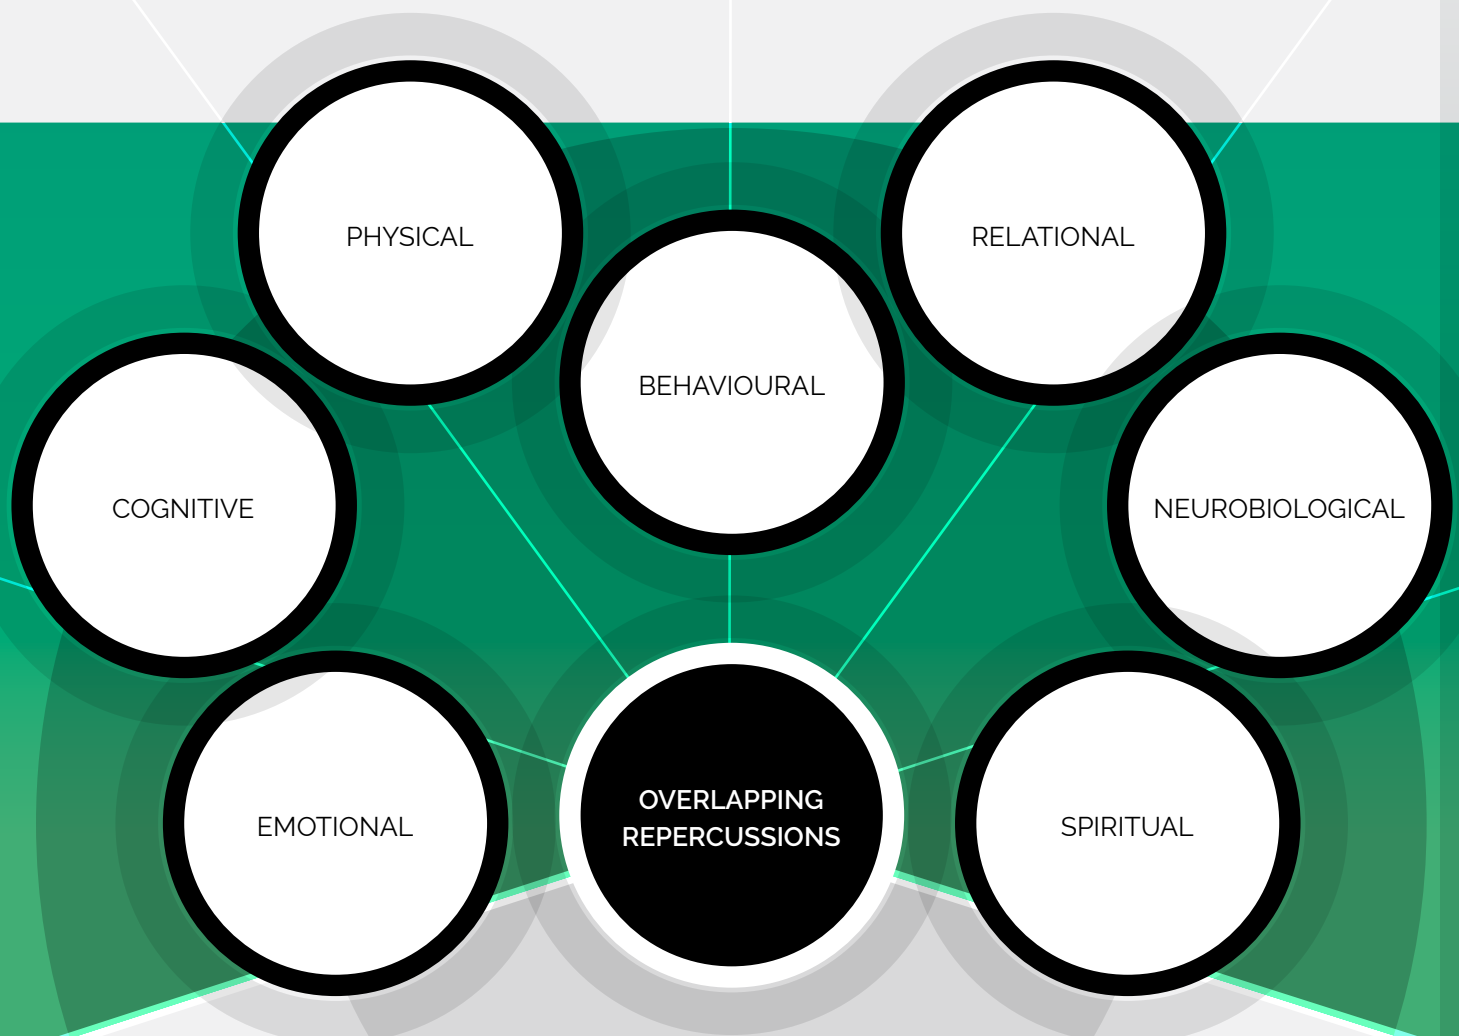 PHYSICAL
RELATIONAL
BEHAVIOURAL
COGNITIVE
NEUROBIOLOGICAL
OVERLAPPING
REPERCUSSIONS
EMOTIONAL
SPIRITUAL